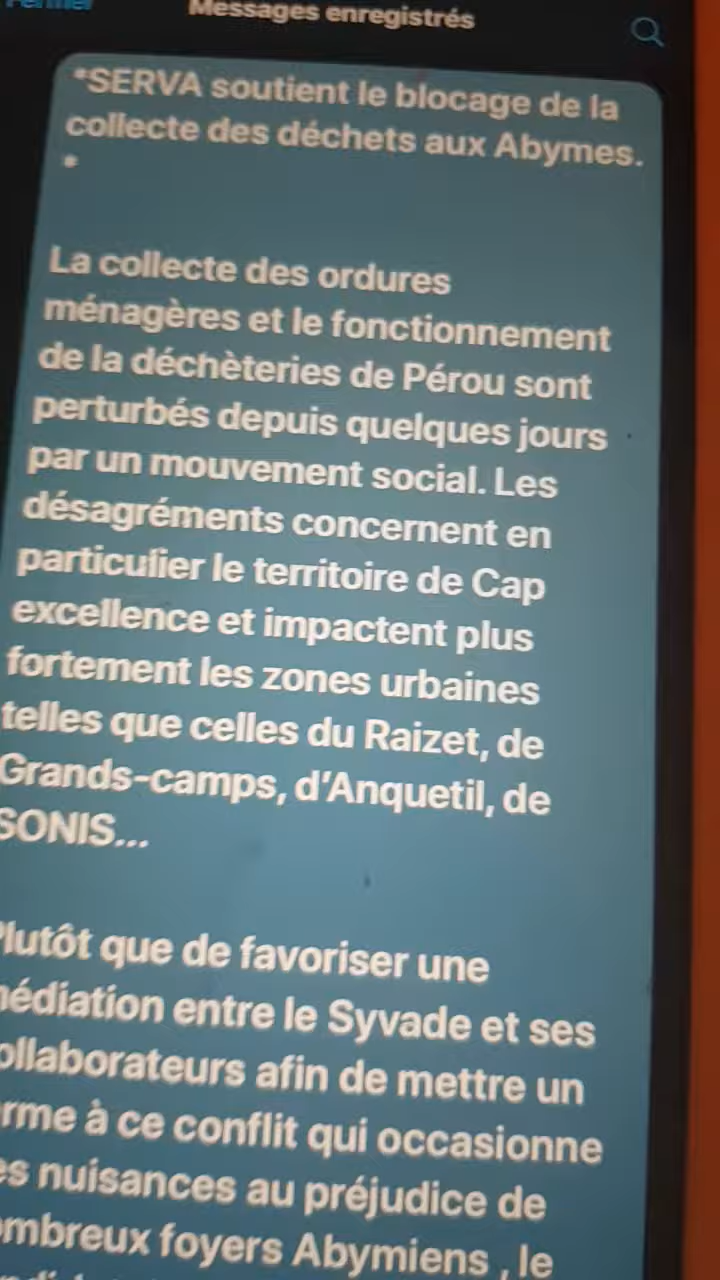 Fermer
Messages enregistrés
*SERVA soutient le blocage de la
collecte des déchets aux Abymes.
*
La collecte des ordures
ménagères et le fonctionnement
de la déchèteries de Pérou sont
perturbés depuis quelques jours
par un mouvement social. Les
désagréments concernent en
particulier le territoire de Cap
excellence et impactent plus
fortement les zones urbaines
telles que celles du Raizet, de
Grands-camps, d'Anquetil, de
SONIS...
Plutôt que de favoriser une
médiation entre le Syvade et ses
ollaborateurs afin de mettre un
rme à ce conflit qui occasionne
es nuisances au préjudice de
ombreux foyers Abymiens , le